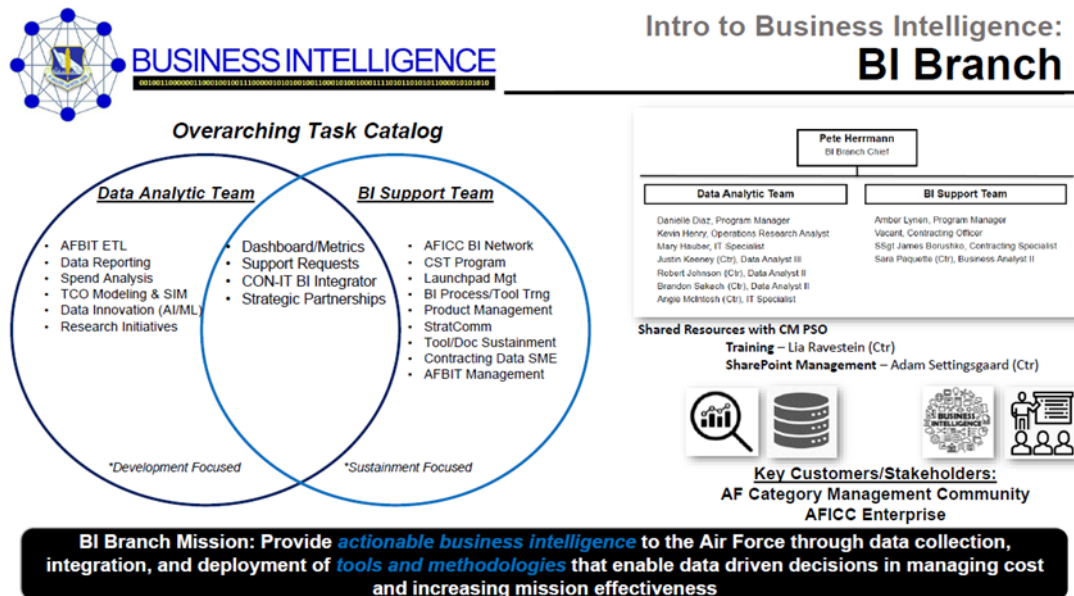 BUSINESS INTELLIGENCE
Intro to Business Intelligence:
BI Branch
Overarching Task Catalog
Data Analytic Team
AFBIT ETL
Data Reporting
Spend Analysis
TCO Modeling & SIM
Data Innovation (AI/ML)
Research Initiatives
*Development Focused
Dashboard/Metrics
Support Requests
CON-IT BI Integrator
Strategic Partnerships
BI Support Team
AFICC BI Network
CST Program
Launchpad Mgt
BI Process/Tool Trng
Product Management
StratComm
Tool/Doc Sustainment
Contracting Data SME
AFBIT Management
*Sustainment Focused
Pete Herrmann
BI Branch Chief
Data Analytic Team
Danielle Diaz, Program Manager
Kevin Henry, Operations Research Analyst
Mary Hauber, IT Specialist
Justin Keeney (Ctr), Data Analyst III
Robert Johnson (Ctr), Data Analyst II
Brandon (Ctr), Data Analyst II
Angie McIntosh (Ctr), IT Specialist
BI Support Team
Amber Lynen, Program Manager
Vacant, Contracting Officer
SSgt James Borushko, Contracting Specialist
Sara Paquette (Ctr), Business Analyst II
Shared Resources with CM PSO
Training – Lia Ravestein (Ctr)
SharePoint Management – Adam Settingsgaard (Ctr)
BUSINESS
INTELLIGENCE
Key Customers/Stakeholders:
AF Category Management Community
AFICC Enterprise
BI Branch Mission: Provide actionable business intelligence to the Air Force through data collection,
integration, and deployment of tools and methodologies that enable data driven decisions in managing cost
and increasing mission effectiveness